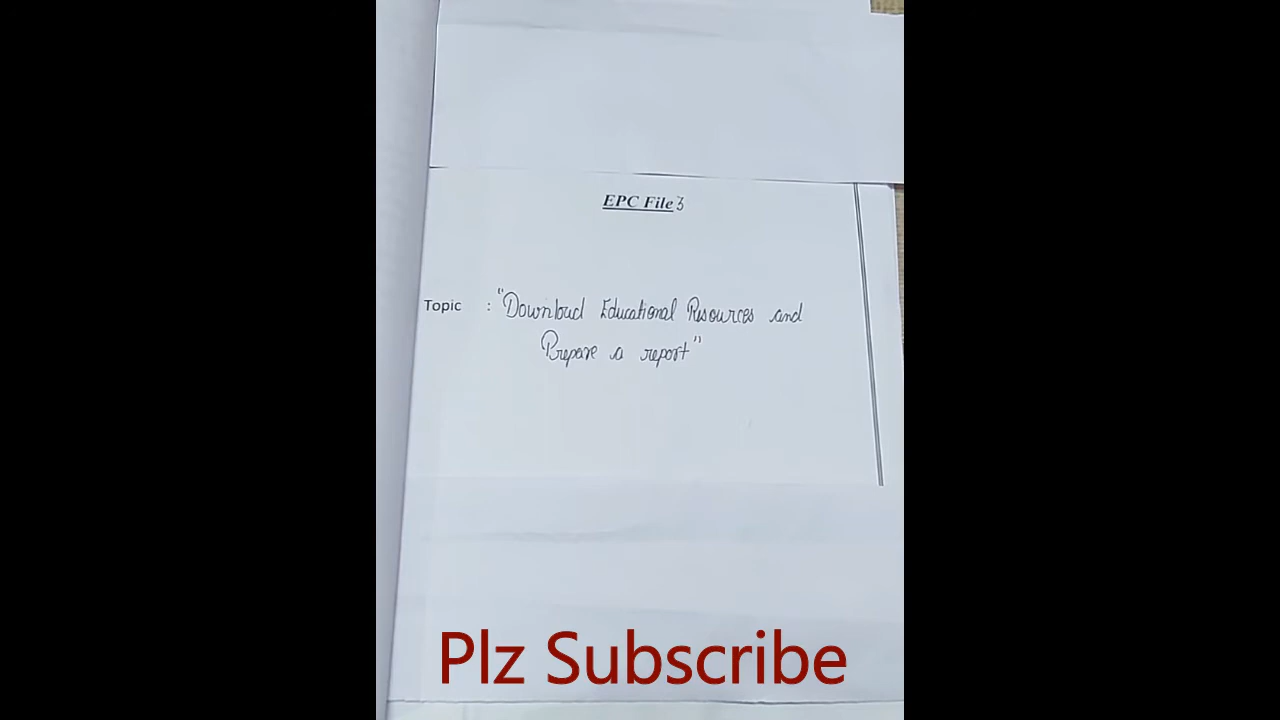 EPC File 3
Topic : "Download Educational Resources and
Prepare a report"
Plz Subscribe